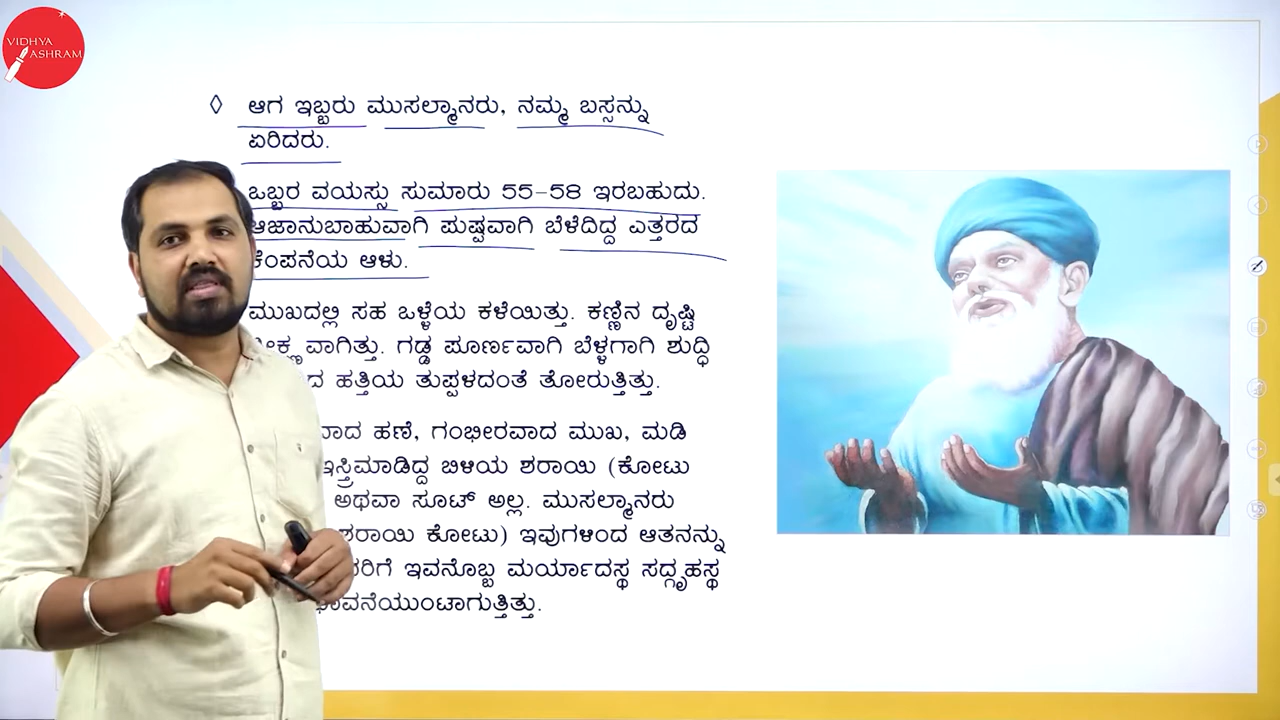 VIDHYA
ASHRAM
ಆಗ ಇಬ್ಬರು ಮುಸಲ್ಮಾನರು, ನಮ್ಮ ಬಸ್ಸನ್ನು
ಏರಿದರು.
ಒಬ್ಬರ ವಯಸ್ಸು ಸುಮಾರು 55-58 ಇರಬಹುದು.
ಆಜಾನುಬಾಹುವಾಗಿ ಪುಷ್ಪವಾಗಿ ಬೆಳೆದಿದ್ದ ಎತ್ತರದ
ಕೆಂಪನೆಯ ಆಳು.
ಮುಖದಲ್ಲಿ ಸಹ ಒಳ್ಳೆಯ ಕಳೆಯಿತ್ತು. ಕಣ್ಣಿನ ದೃಷ್ಟಿ
ಗಡ್ಡ ಪೂರ್ಣವಾಗಿ ಬೆಳ್ಳಗಾಗಿ ಶುದ್ಧಿ
ಹತ್ತಿಯ ತುಪ್ಪಳದಂತೆ ತೋರುತ್ತಿತ್ತು.
ಹಣೆ, ಗಂಭೀರವಾದ ಮುಖ, ಮಡಿ
ಇಸ್ತ್ರಿಮಾಡಿದ್ದ ಬಿಳಿಯ ಶರಾಯಿ (ಕೋಟು
ಅಥವಾ ಸೂಟ್ ಅಲ್ಲ. ಮುಸಲ್ಮಾನರು
ಶರಾಯಿ ಕೋಟು) ಇವುಗಳಿಂದ ಆತನನ್ನು
ಇವನೊಬ್ಬ ಮರ್ಯಾದಸ್ಥ ಸದ್ಗೃಹಸ್ಥ
ಭಾವನೆಯುಂಟಾಗುತ್ತಿತ್ತು.